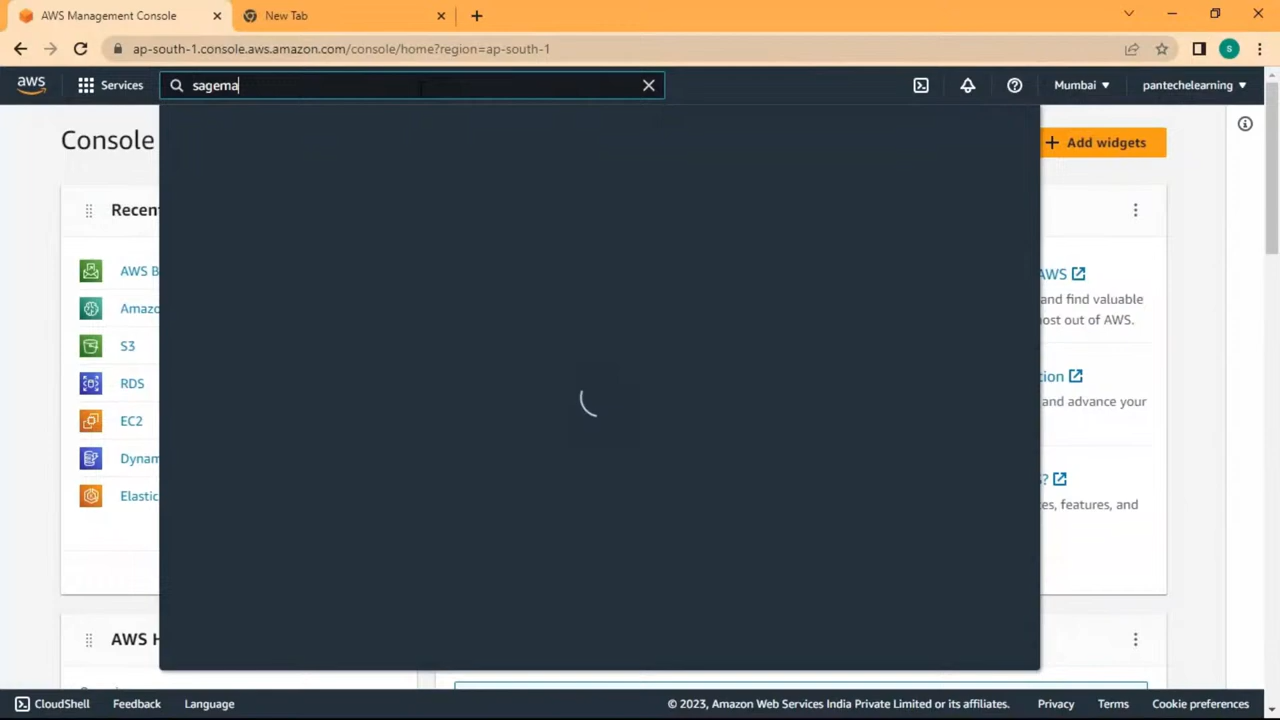 AWS Management Console
New Tab
ap-south-1.console.aws.amazon.com/console/home?region=ap-south-1
aws
Services
sagema
Mumbai
pantechelearning
Console
Add widgets
Recen
AWS B
Amazo
S3
RDS
EC2
Dynam
Elastic
AWS
and find valuable
ost out of AWS.
tion
and advance your
s?
es, features, and
AWS H
CloudShell
Feedback
Language
© 2023, Amazon Web Services India Private Limited or its affiliates.
Privacy
Terms
Cookie preferences